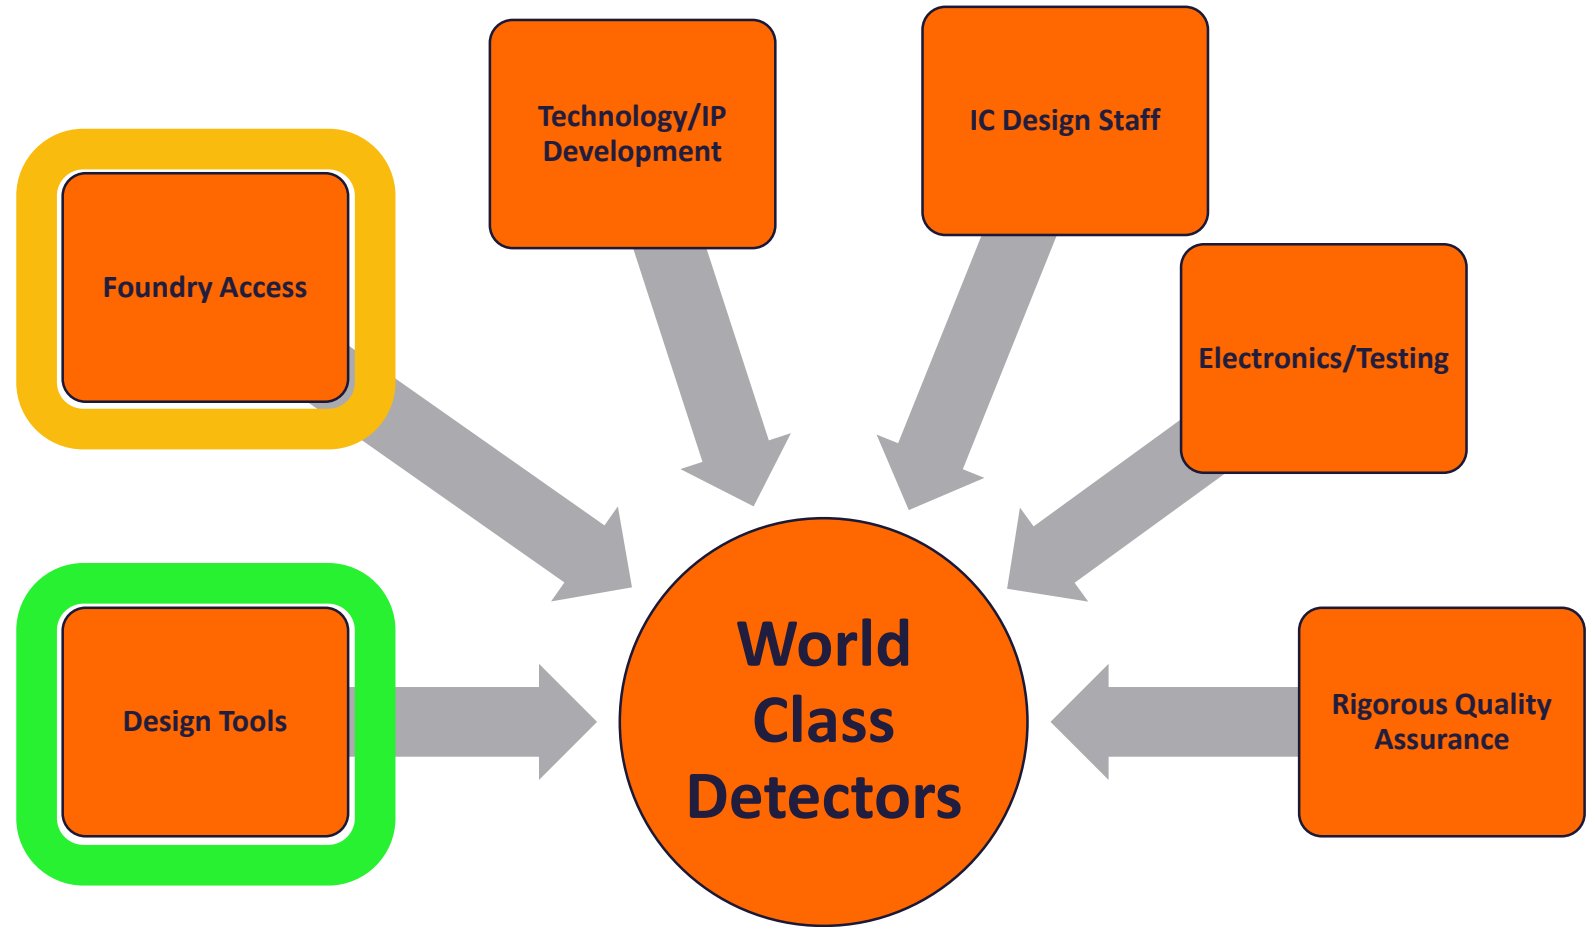 Technology/IP
Development
IC Design Staff
Foundry Access
Electronics/Testing
Design Tools
World
Class
Detectors
Rigorous Quality
Assurance